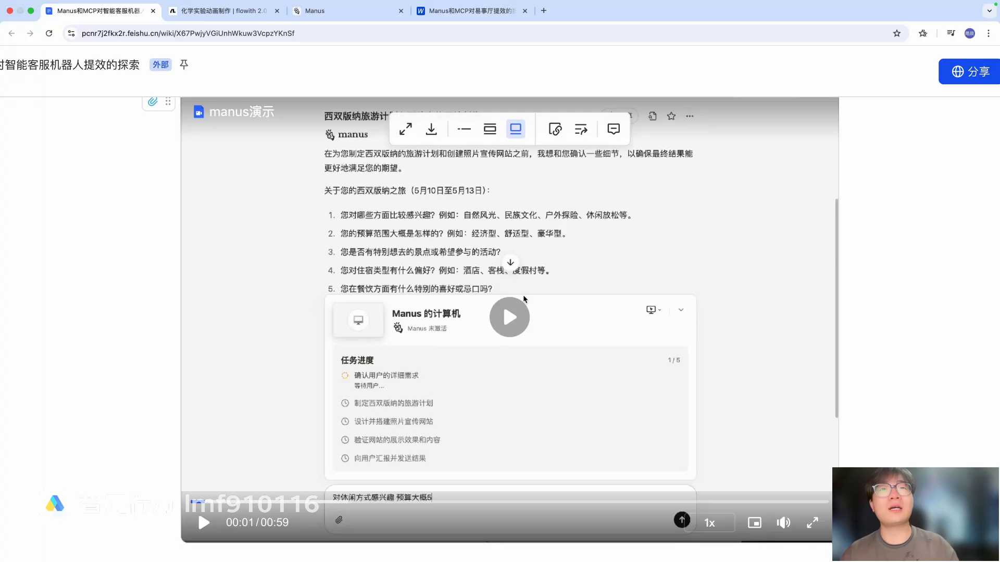 Manus和MCP对智能客服机器
化学实验动画制作 | flowith 2.0
Manus
Manus和MCP对易事厅提效的
pcnr7j2fkx2r.feishu.cn/wiki/X67PwjyVGiUnhWkuw3VcpzYKnSf
皓辰
对智能客服机器人提效的探索
外部
分享
manus演示
西双版纳旅游计
manus
在为您制定西双版纳的旅游计划和创建照片宣传网站之前，我想和您确认一些细节，以确保最终结果能
更好地满足您的期望。
关于您的西双版纳之旅（5月10日至5月13日）：
1. 您对哪些方面比较感兴趣？例如：自然风光、民族文化、户外探险、休闲放松等。
2. 您的预算范围大概是怎样的？例如：经济型、舒适型、豪华型。
3. 您是否有特别想去的景点或希望参与的活动？
4. 您对住宿类型有什么偏好？例如：酒店、客栈、度假村等。
5. 您在餐饮方面有什么特别的喜好或忌口吗？
Manus 的计算机
Manus 未激活
任务进度
1 / 5
确认用户的详细需求
等待用户...
制定西双版纳的旅游计划
设计并搭建照片宣传网站
验证网站的展示效果和内容
向用户汇报并发送结果
对休闲方式感兴趣 预算大概5
lmf910116
00:01 / 00:59
1x